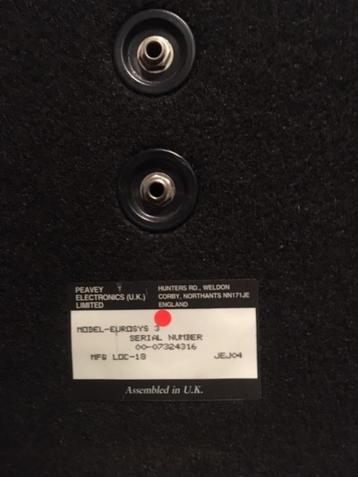 PEAVEY
ELECTRONICS (U.K.)
LIMITED
HUNTERS RD., WELDON
CORBY, NORTHANTS NN171JE
ENGLAND
MODEL-EUROSYS 3
SERIAL NUMBER
00-07324316
MFG LOC-18 JEJ04
Assembled in U.K.